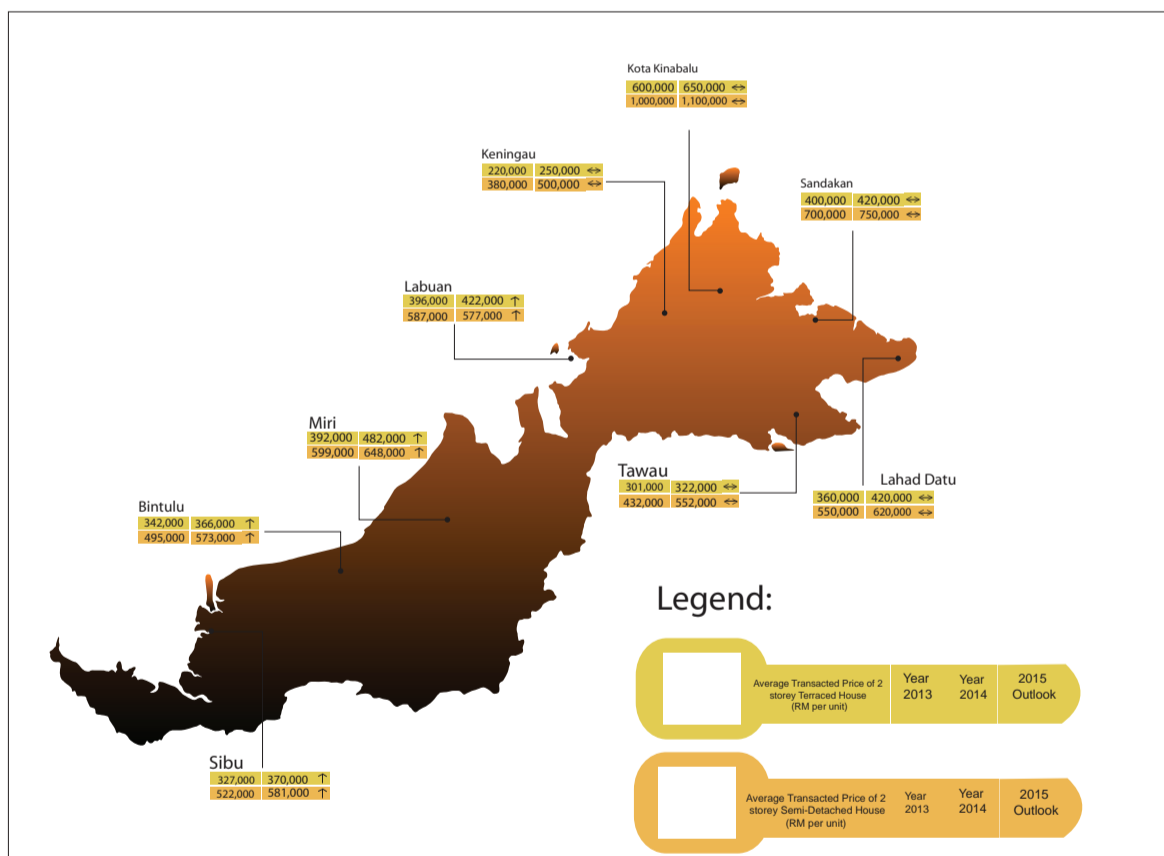 Kota Kinabalu
600,000 650,000 ↔
1,000,000 1,100,000 ↔
Keningau
220,000 250,000 ↔
380,000 500,000 ↔
Sandakan
400,000 420,000 ↔
700,000 750,000 ↔
Labuan
396,000 422,000 ↑
587,000 577,000 ↑
Miri
392,000 482,000 ↑
599,000 648,000 ↑
Tawau
301,000 322,000 ↔
432,000 552,000 ↔
Lahad Datu
360,000 420,000 ↔
550,000 620,000 ↔
Bintulu
342,000 366,000 ↑
495,000 573,000 ↑
Sibu
327,000 370,000 ↑
522,000 581,000 ↑
Legend:
Average Transacted Price of 2
storey Terraced House
(RM per unit)
Year
2013
Year
2014
2015
Outlook
Average Transacted Price of 2
storey Semi-Detached House
(RM per unit)
Year
2013
Year
2014
2015
Outlook